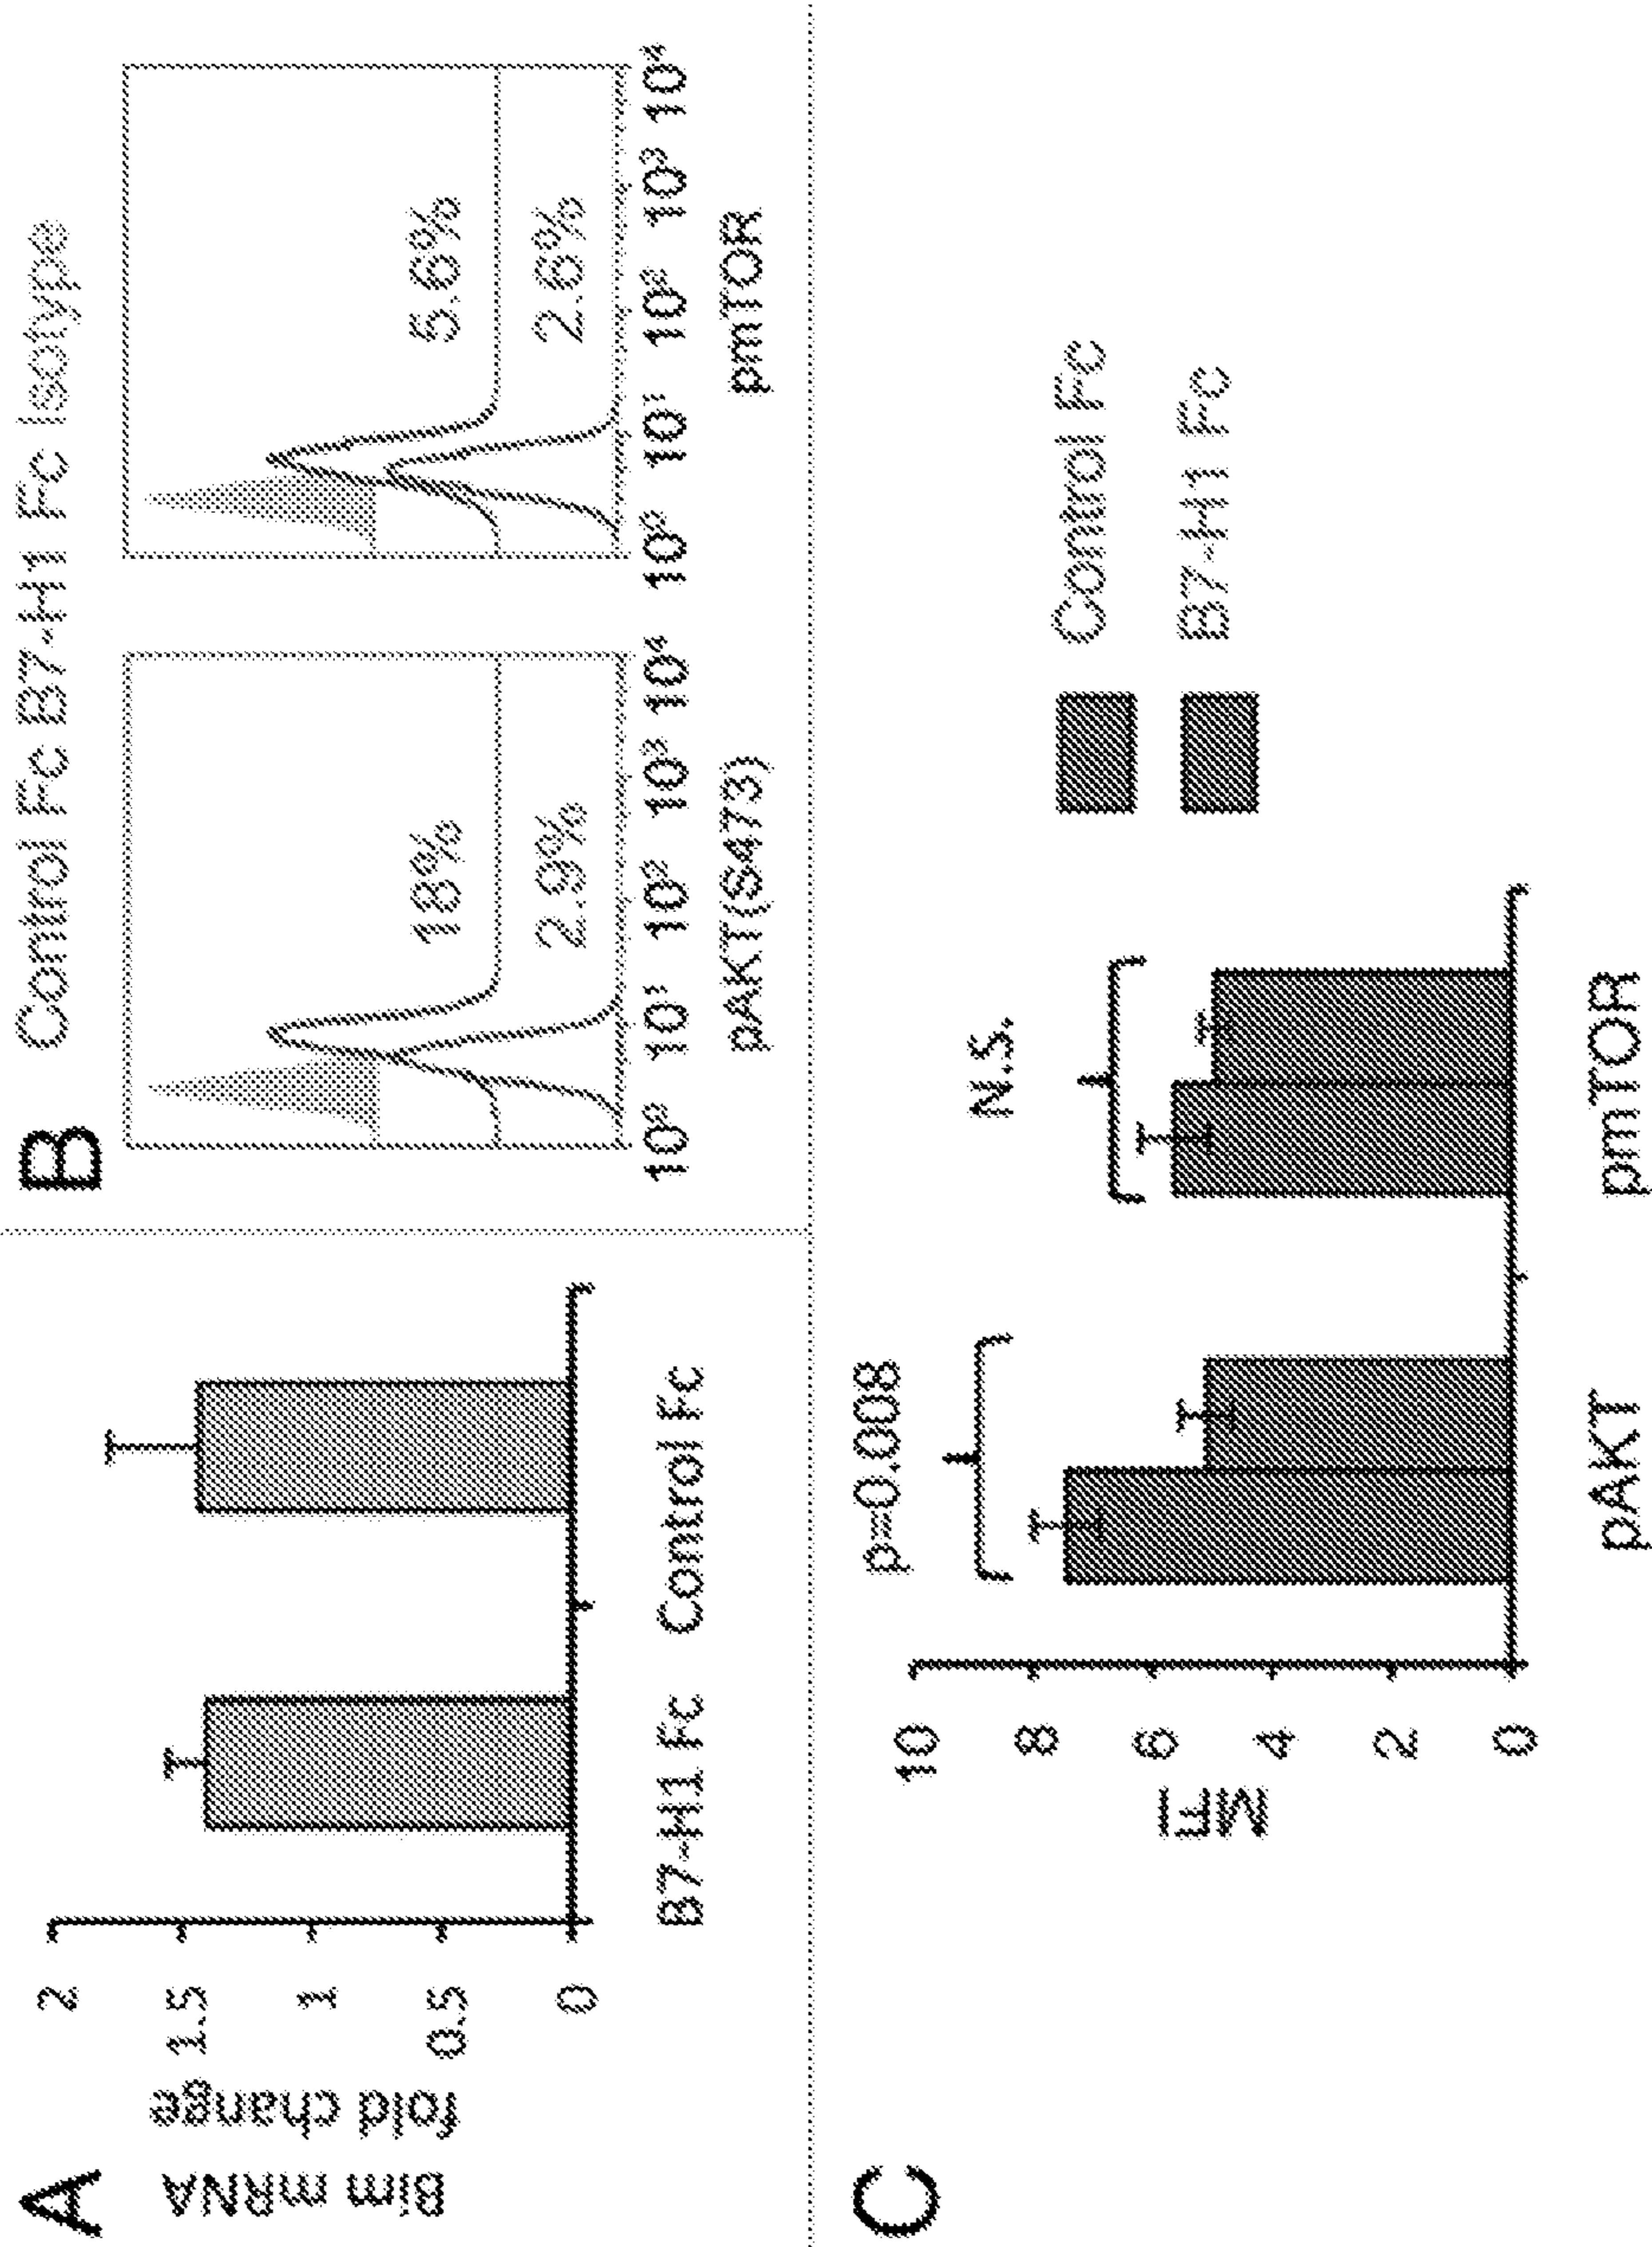 A
Bim mRNA
fold change
2
1.5
1
0.5
0
B7-H1 Fc Control Fc
B
Control Fc B7-H1 Fc Isotype
18%
2.9%
10⁰ 10¹ 10² 10³ 10⁴
pAKT(S473)
5.6%
2.6%
10⁰ 10¹ 10² 10³ 10⁴
pmTOR
C
MFI
10
8
6
4
2
0
p=0.008
N.S.
pAKT pmTOR
Control Fc
B7-H1 Fc